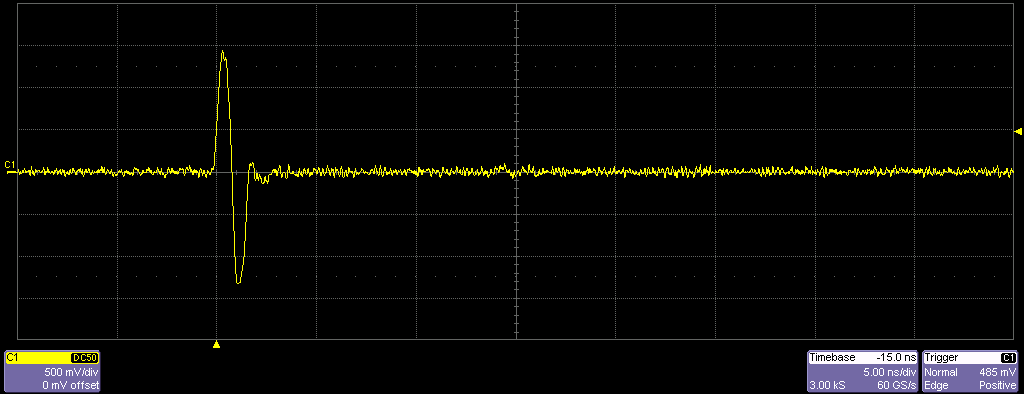 C1
C1 DC50
500 mV/div
0 mV offset
Timebase -15.0 ns
5.00 ns/div
3.00 kS 60 GS/s
Trigger C1
Normal 485 mV
Edge Positive